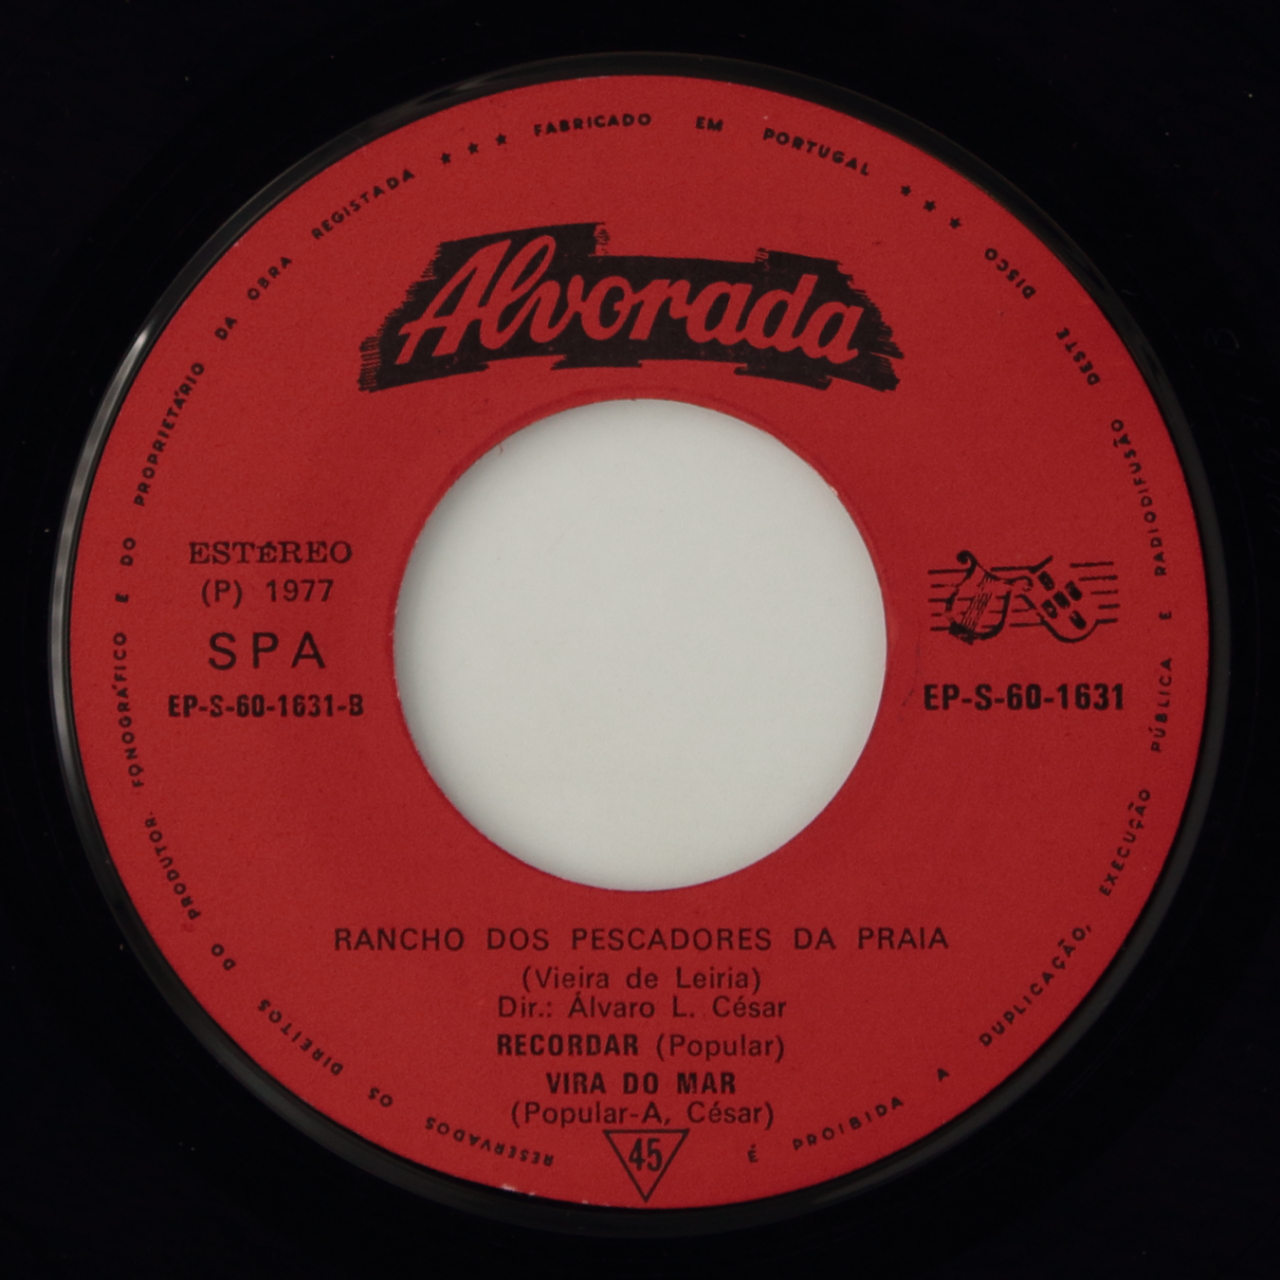 FABRICADO EM PORTUGAL
É PROIBIDA A DUPLICAÇÃO, EXECUÇÃO PÚBLICA E RADIODIFUSÃO DESTE DISCO
RESERVADOS OS DIREITOS DO PRODUTOR. FONOGRÁFICO E DO PROPRIETÁRIO DA OBRA REGISTADA
Alvorada
ESTÉREO
(P) 1977
SPA
EP-S-60-1631-B
EP-S-60-1631
RANCHO DOS PESCADORES DA PRAIA
(Vieira de Leiria)
Dir.: Álvaro L. César
RECORDAR (Popular)
VIRA DO MAR
(Popular-A, César)
45